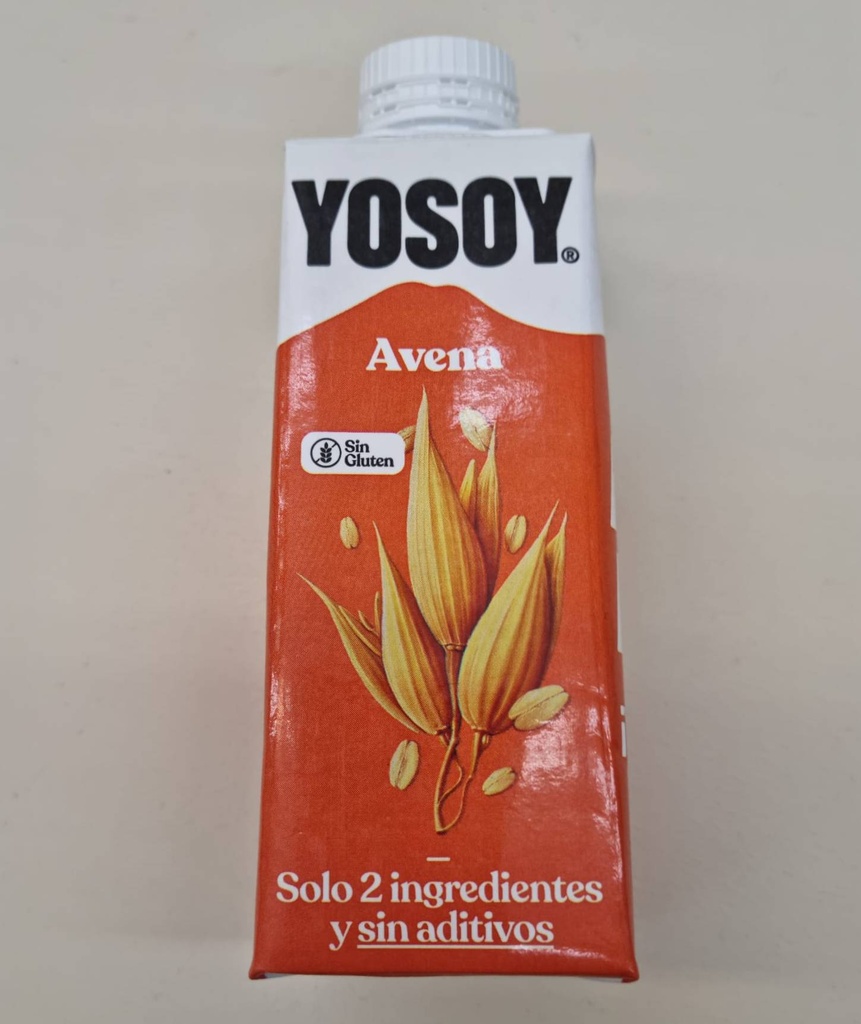 YOSOY®
Avena
Sin
Gluten
Solo 2 ingredientes
y sin aditivos